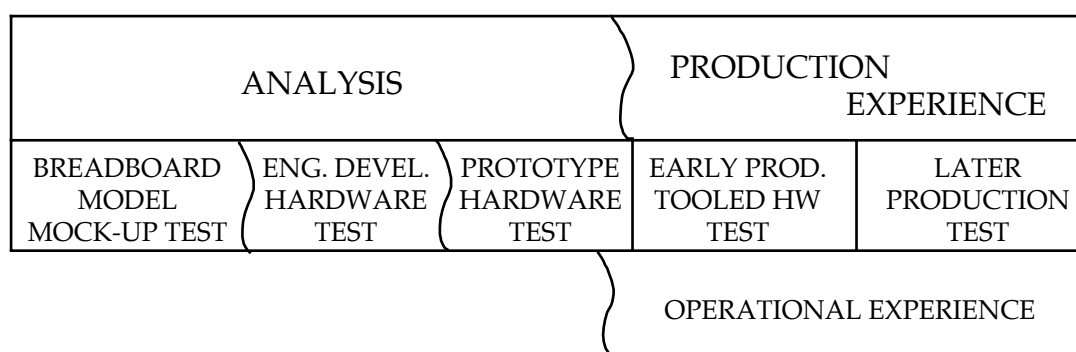 ANALYSIS
PRODUCTION
EXPERIENCE
BREADBOARD
MODEL
MOCK-UP TEST
ENG. DEVEL.
HARDWARE
TEST
PROTOTYPE
HARDWARE
TEST
EARLY PROD.
TOOLED HW
TEST
LATER
PRODUCTION
TEST
OPERATIONAL EXPERIENCE